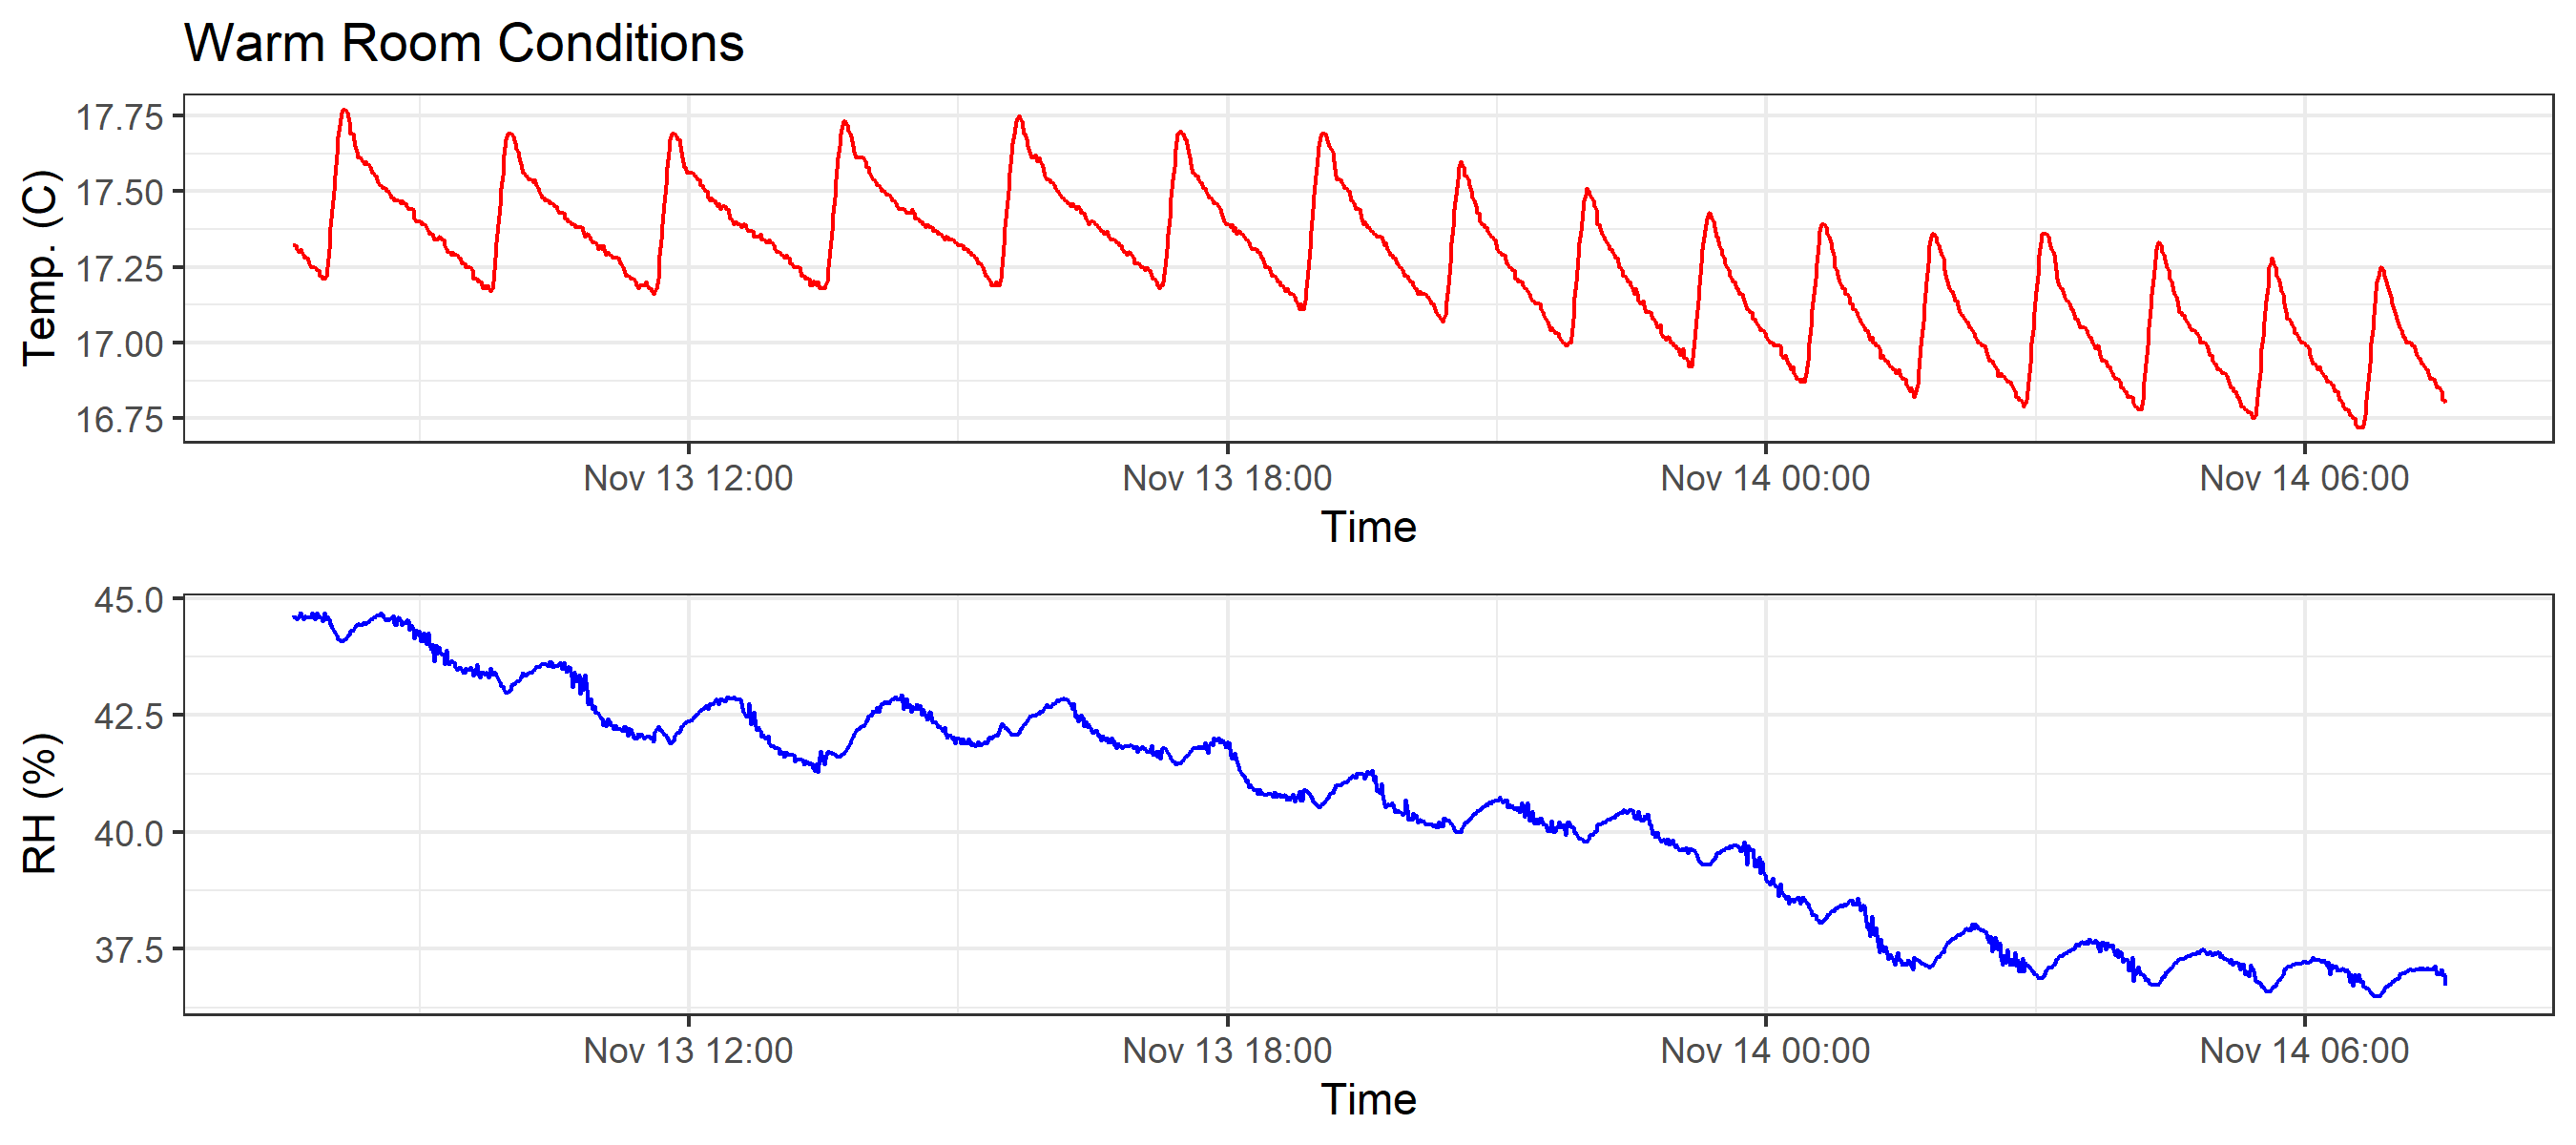 Warm Room Conditions
Temp. (C)
17.75
17.50
17.25
17.00
16.75
Nov 13 12:00 Nov 13 18:00 Nov 14 00:00 Nov 14 06:00
Time
RH (%)
45.0
42.5
40.0
37.5
Nov 13 12:00 Nov 13 18:00 Nov 14 00:00 Nov 14 06:00
Time